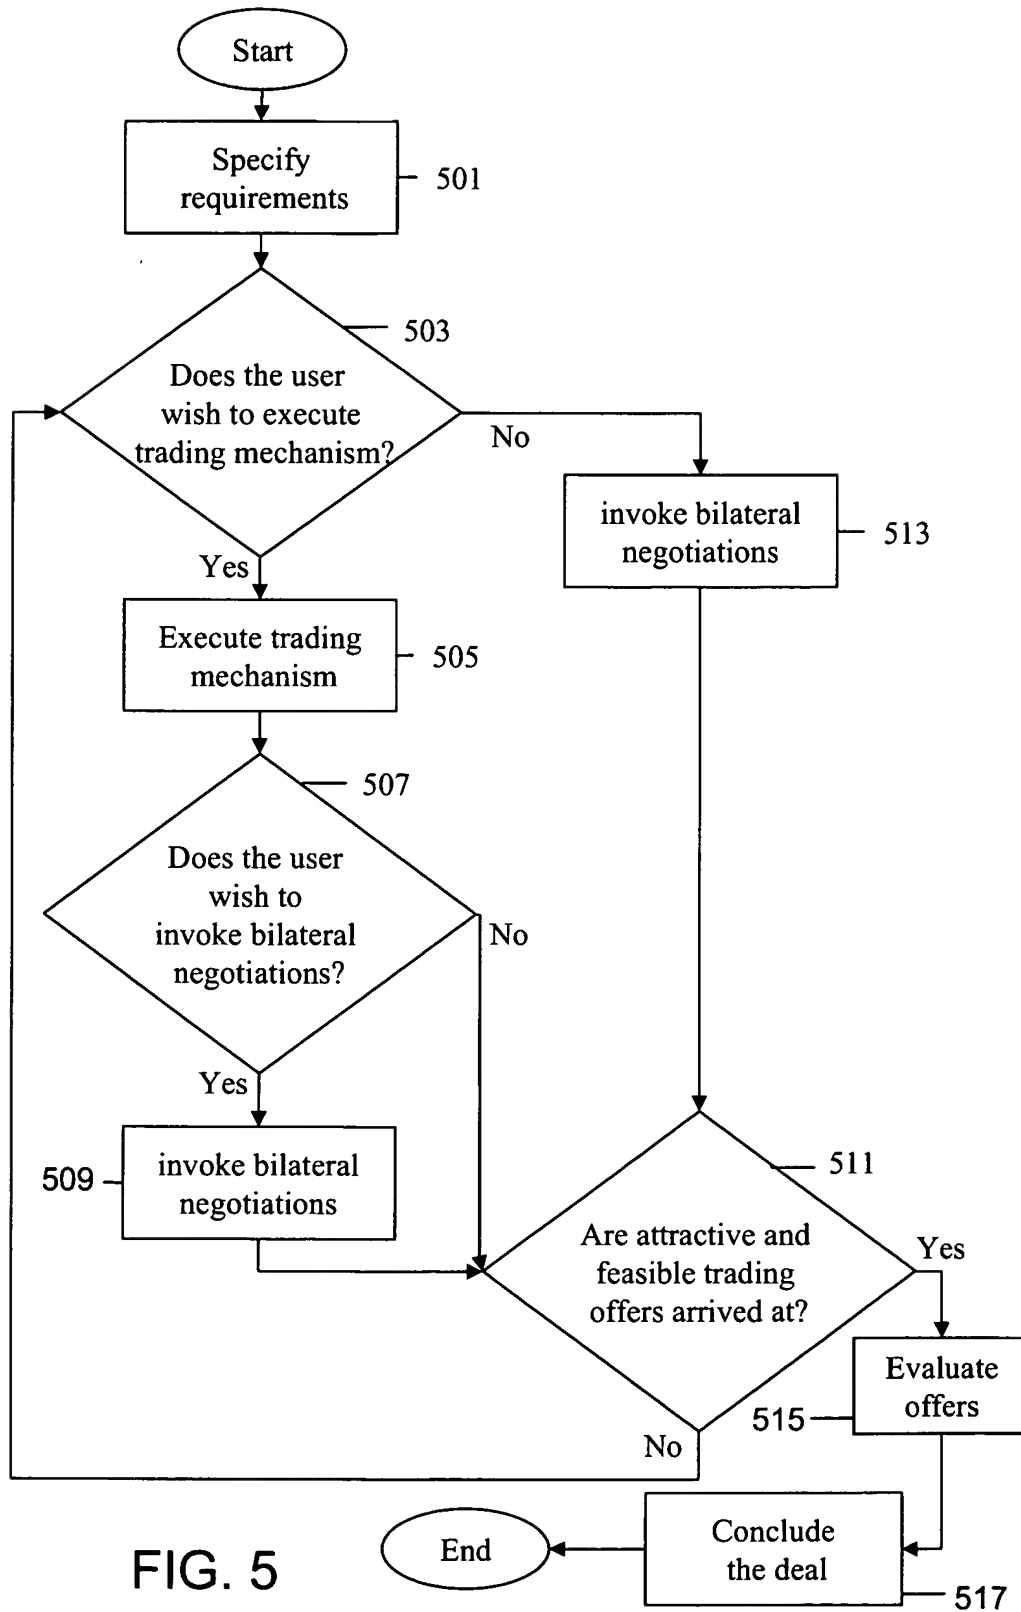 Start
Specify
requirements
501
503
Does the user
wish to execute
trading mechanism?
No
invoke bilateral
negotiations
513
Yes
Execute trading
mechanism
505
507
Does the user
wish to
invoke bilateral
negotiations?
No
Yes
509
invoke bilateral
negotiations
511
Are attractive and
feasible trading
offers arrived at?
Yes
Evaluate
offers
515
No
Conclude
the deal
517
End
FIG. 5